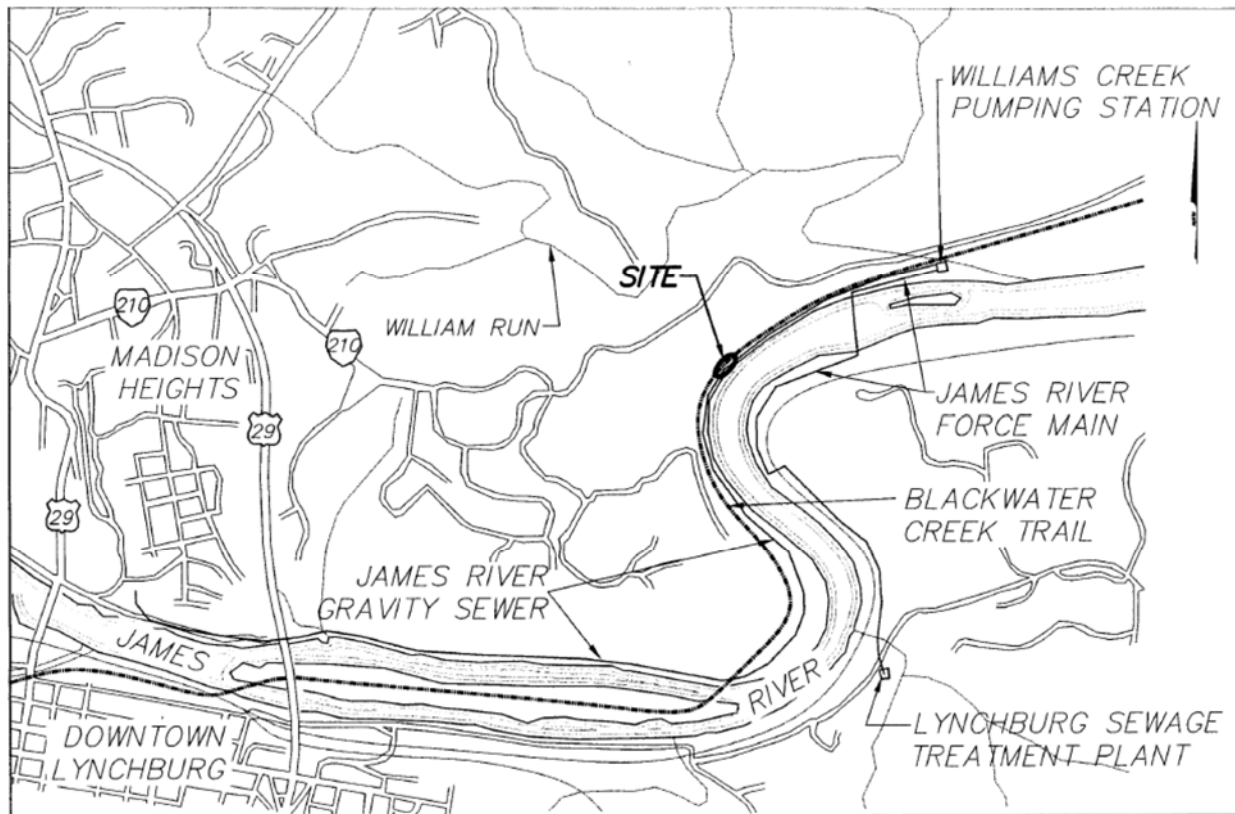 WILLIAMS CREEK
PUMPING STATION
SITE
210
WILLIAM RUN
210
MADISON
HEIGHTS
29
JAMES RIVER
FORCE MAIN
29
BLACKWATER
CREEK TRAIL
JAMES RIVER
GRAVITY SEWER
JAMES
RIVER
DOWNTOWN
LYNCHBURG
LYNCHBURG SEWAGE
TREATMENT PLANT